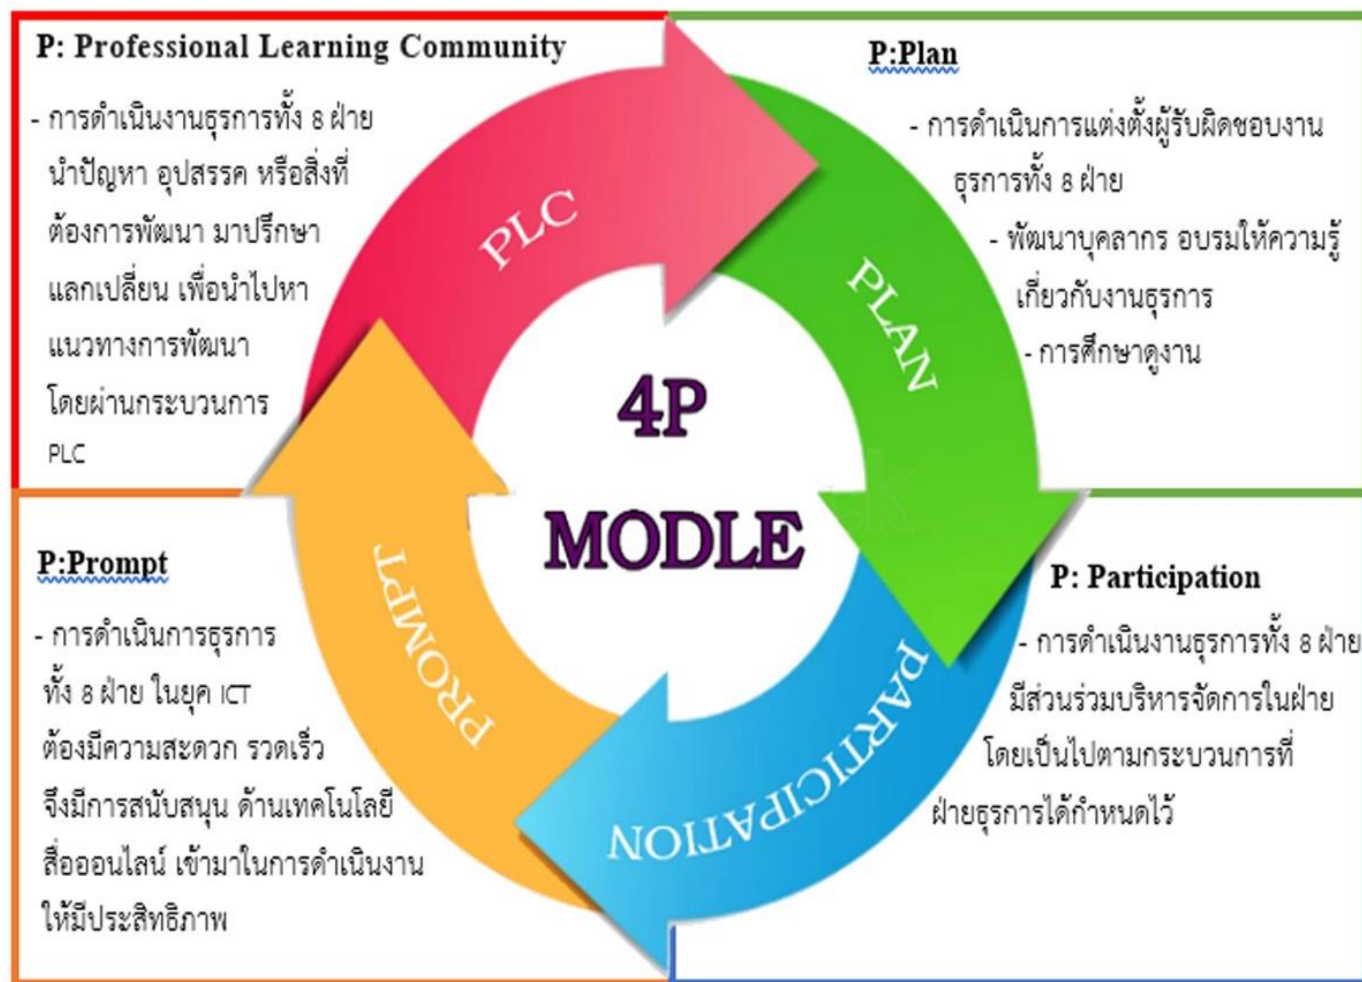 P: Professional Learning Community
- การดำเนินงานธุรการทั้ง 8 ฝ่าย
นำปัญหา อุปสรรค หรือสิ่งที่
ต้องการพัฒนา มาปรึกษา
แลกเปลี่ยน เพื่อนำไปหา
แนวทางการพัฒนา
โดยผ่านกระบวนการ
PLC
P:Plan
- การดำเนินการแต่งตั้งผู้รับผิดชอบงาน
ธุรการทั้ง 8 ฝ่าย
- พัฒนาบุคลากร อบรมให้ความรู้
เกี่ยวกับงานธุรการ
- การศึกษาดูงาน
PLC
PLAN
4P
MODLE
PROMPT
PARTICIPATION
P:Prompt
- การดำเนินการธุรการ
ทั้ง 8 ฝ่าย ในยุค ICT
ต้องมีความสะดวก รวดเร็ว
จึงมีการสนับสนุน ด้านเทคโนโลยี
สื่อออนไลน์ เข้ามาในการดำเนินงาน
ให้มีประสิทธิภาพ
P: Participation
- การดำเนินงานธุรการทั้ง 8 ฝ่าย
มีส่วนร่วมบริหารจัดการในฝ่าย
โดยเป็นไปตามกระบวนการที่
ฝ่ายธุรการได้กำหนดไว้